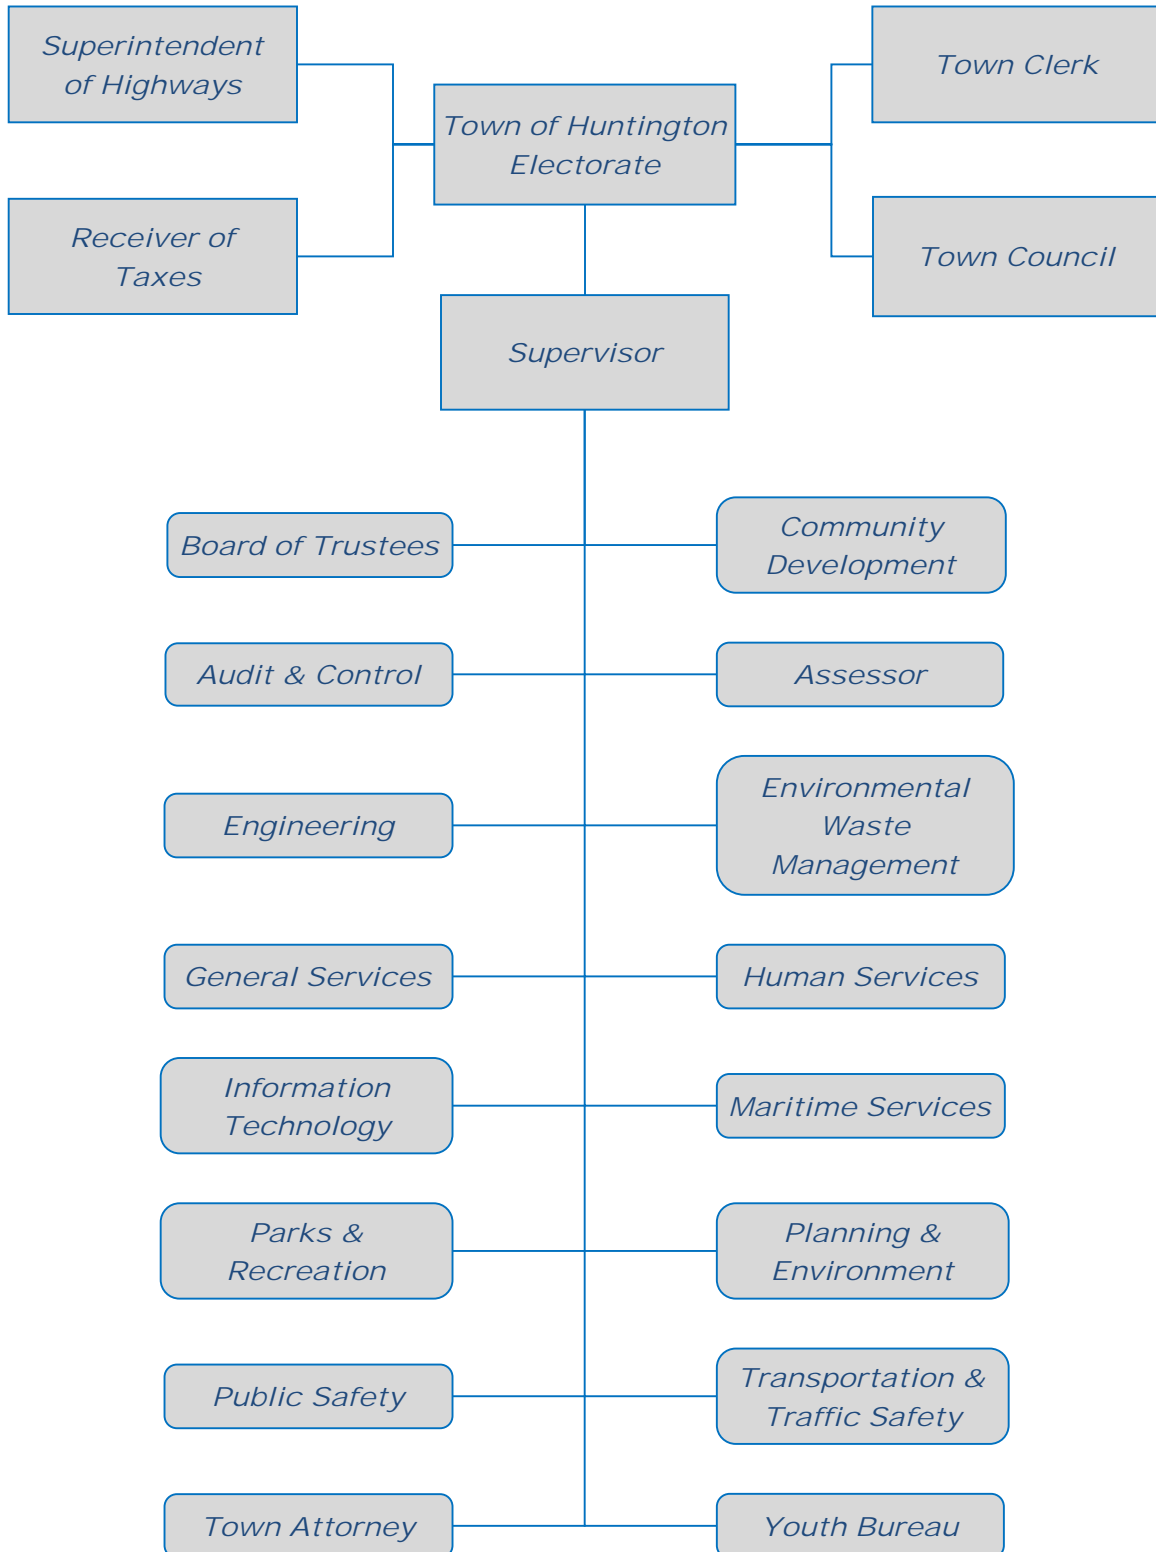 Superintendent
of Highways
Town Clerk
Town of Huntington
Electorate
Receiver of
Taxes
Town Council
Supervisor
Board of Trustees
Community
Development
Audit & Control
Assessor
Engineering
Environmental
Waste
Management
General Services
Human Services
Information
Technology
Maritime Services
Parks &
Recreation
Planning &
Environment
Public Safety
Transportation &
Traffic Safety
Town Attorney
Youth Bureau